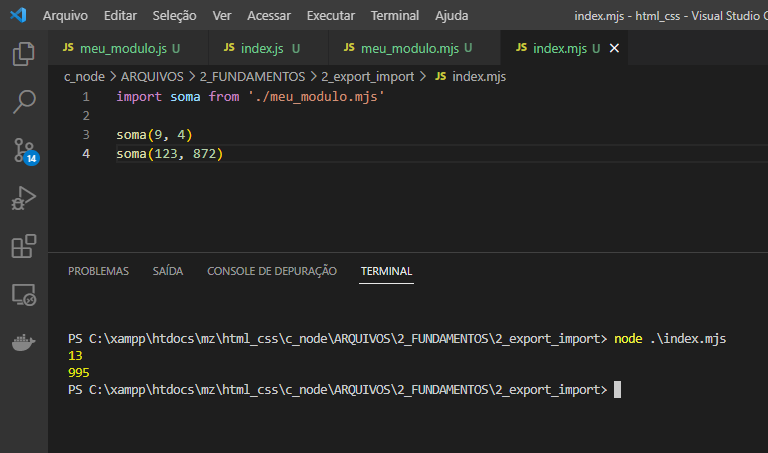 Arquivo Editar Seleção Ver Acessar Executar Terminal Ajuda index.mjs - html_css - Visual Studio C
JS meu_modulo.js U JS index.js U JS meu_modulo.mjs U JS index.mjs U
c_node > ARQUIVOS > 2_FUNDAMENTOS > 2_export_import > JS index.mjs
1 import soma from './meu_modulo.mjs'
2
3 soma(9, 4)
4 soma(123, 872)
14
PROBLEMAS SAÍDA CONSOLE DE DEPURAÇÃO TERMINAL
PS C:\xampp\htdocs\mz\html_css\c_node\ARQUIVOS\2_FUNDAMENTOS\2_export_import> node .\index.mjs
13
995
PS C:\xampp\htdocs\mz\html_css\c_node\ARQUIVOS\2_FUNDAMENTOS\2_export_import>